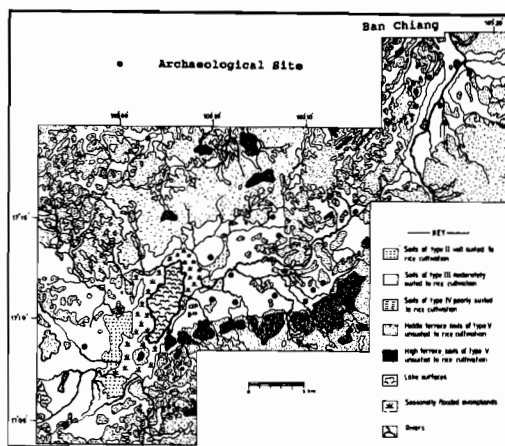 Ban Chiang
Archaeological Site
KEY
Soils of type II well suited to
rice cultivation
Soils of type III moderately
suited to rice cultivation
Soils of type IV poorly suited
to rice cultivation
Middle terrace soils of type V
unsuited to rice cultivation
High terrace soils of type V
unsuited to rice cultivation
Lake surfaces
Seasonally flooded swamplands
Rivers
17°15'
17°10'
5 km